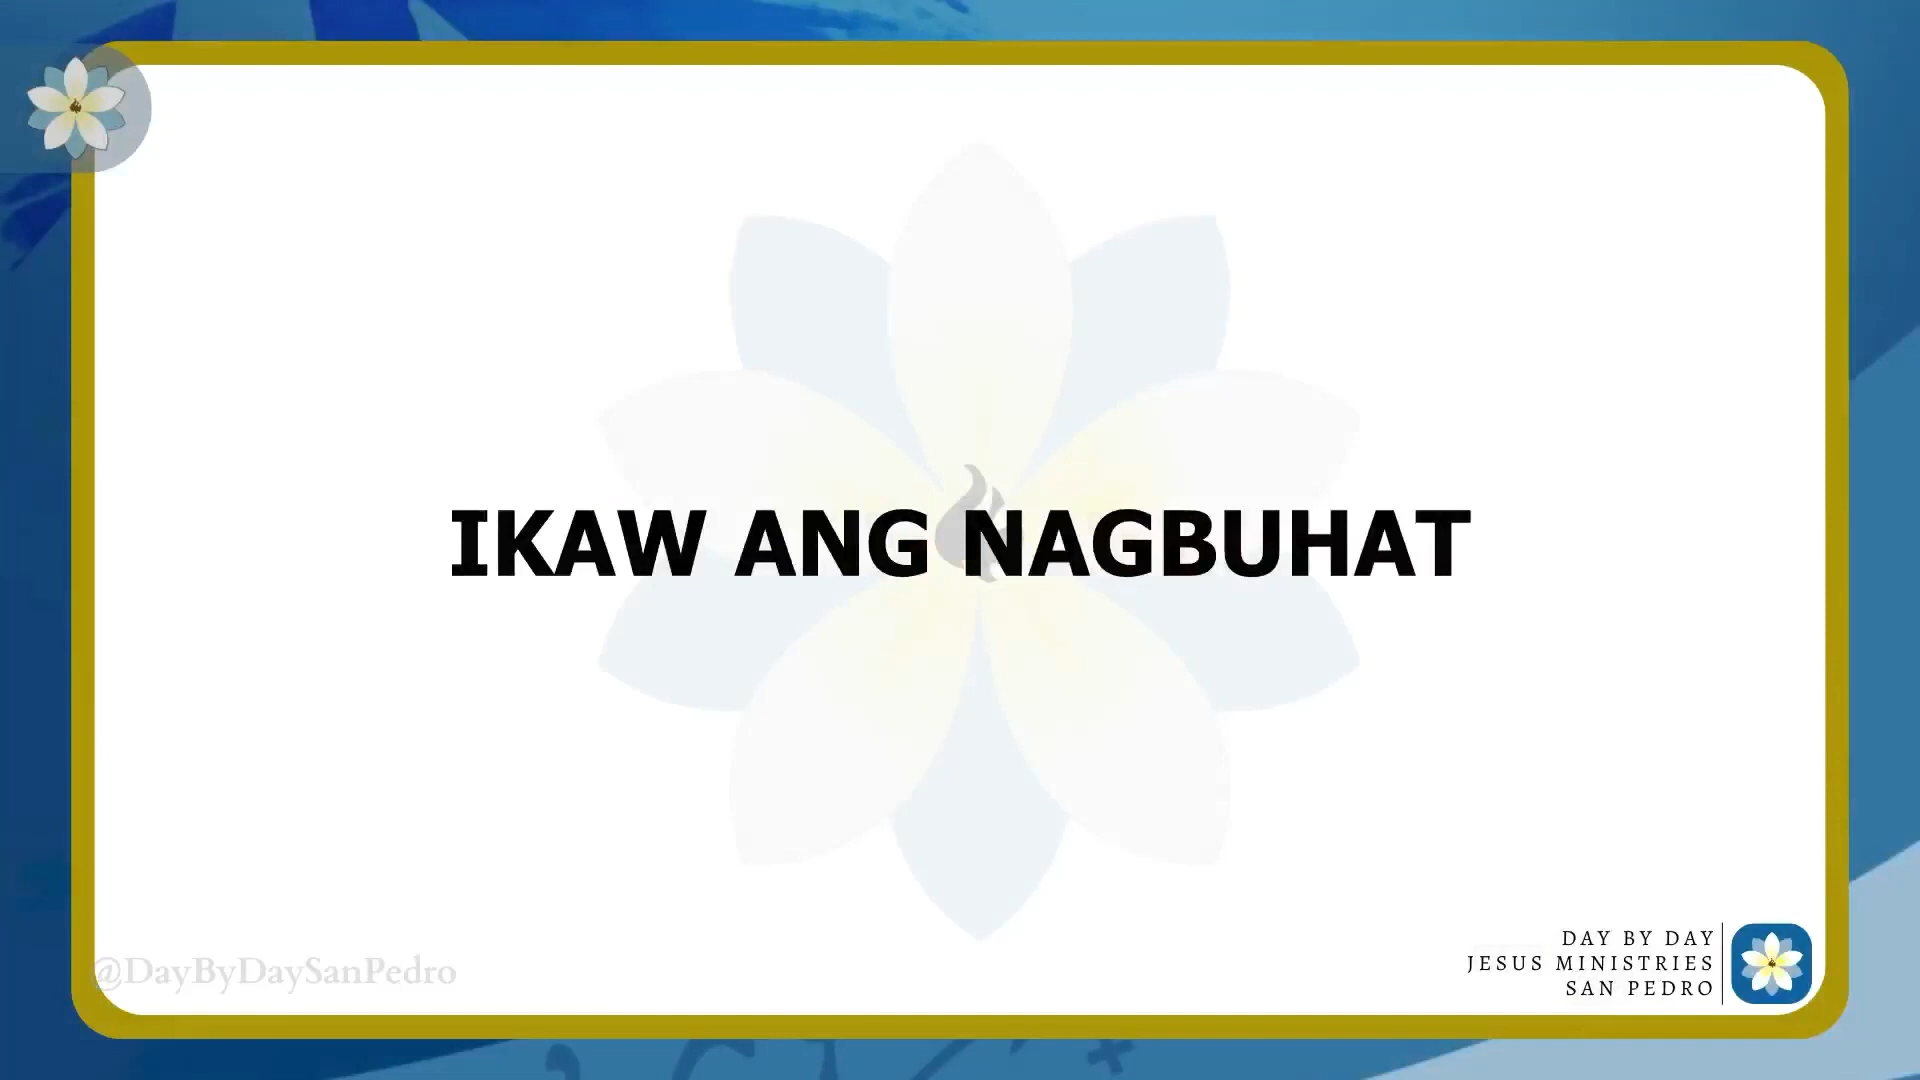 IKAW ANG NAGBUHAT
DAY BY DAY
JESUS MINISTRIES
SAN PEDRO
@DayByDaySanPedro